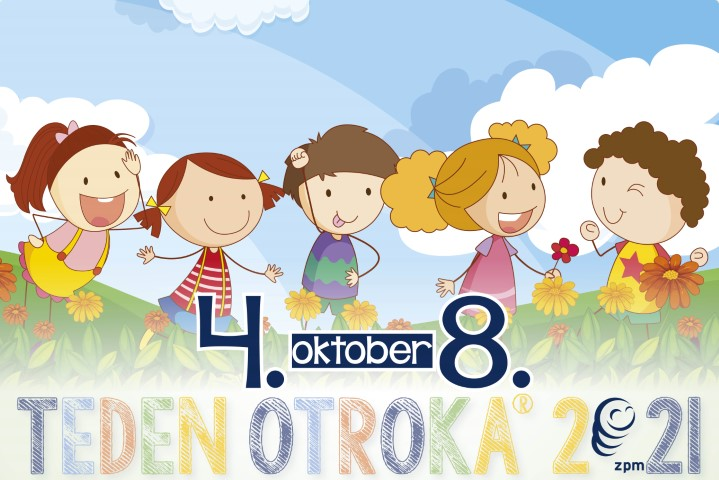 4. oktober 8.
TEDEN OTROKA® 2021
zpm